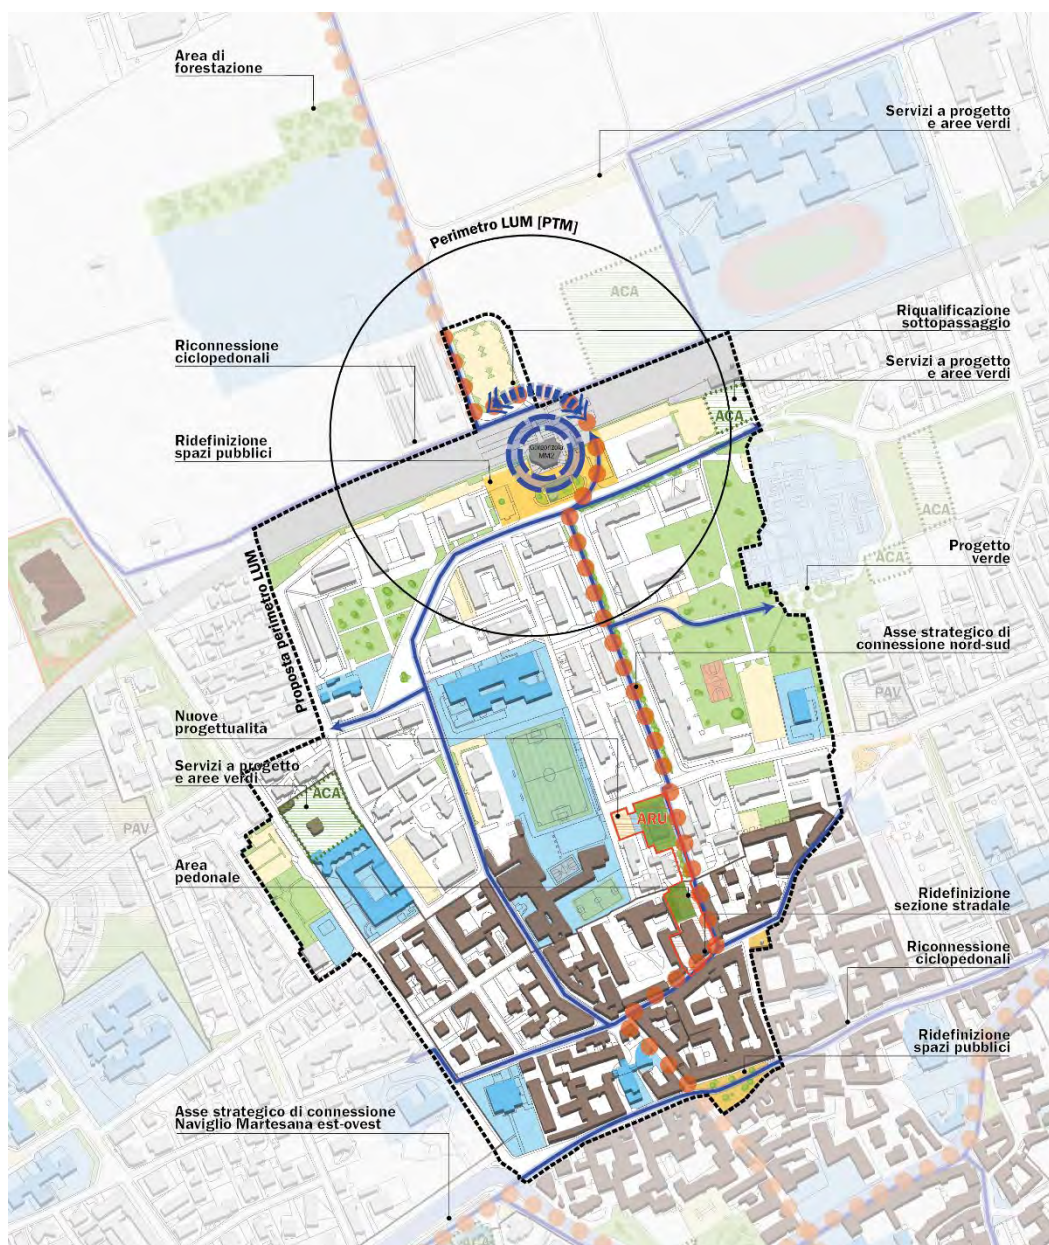 Area di
forestazione
Servizi a progetto
e aree verdi
Perimetro LUM [PTM]
ACA
Riqualificazione
sottopassaggio
Riconnessione
ciclopedonali
Servizi a progetto
e aree verdi
ACA
Ridefinizione
spazi pubblici
Gorgonzola
MM2
ACA
ACA
Progetto
verde
Proposta perimetro LUM
Asse strategico di
connessione nord-sud
PAV
Nuove
progettualità
Servizi a progetto
e aree verdi
ACA
PAV
ARU
Area
pedonale
Ridefinizione
sezione stradale
Riconnessione
ciclopedonali
Ridefinizione
spazi pubblici
Asse strategico di connessione
Naviglio Martesana est-ovest